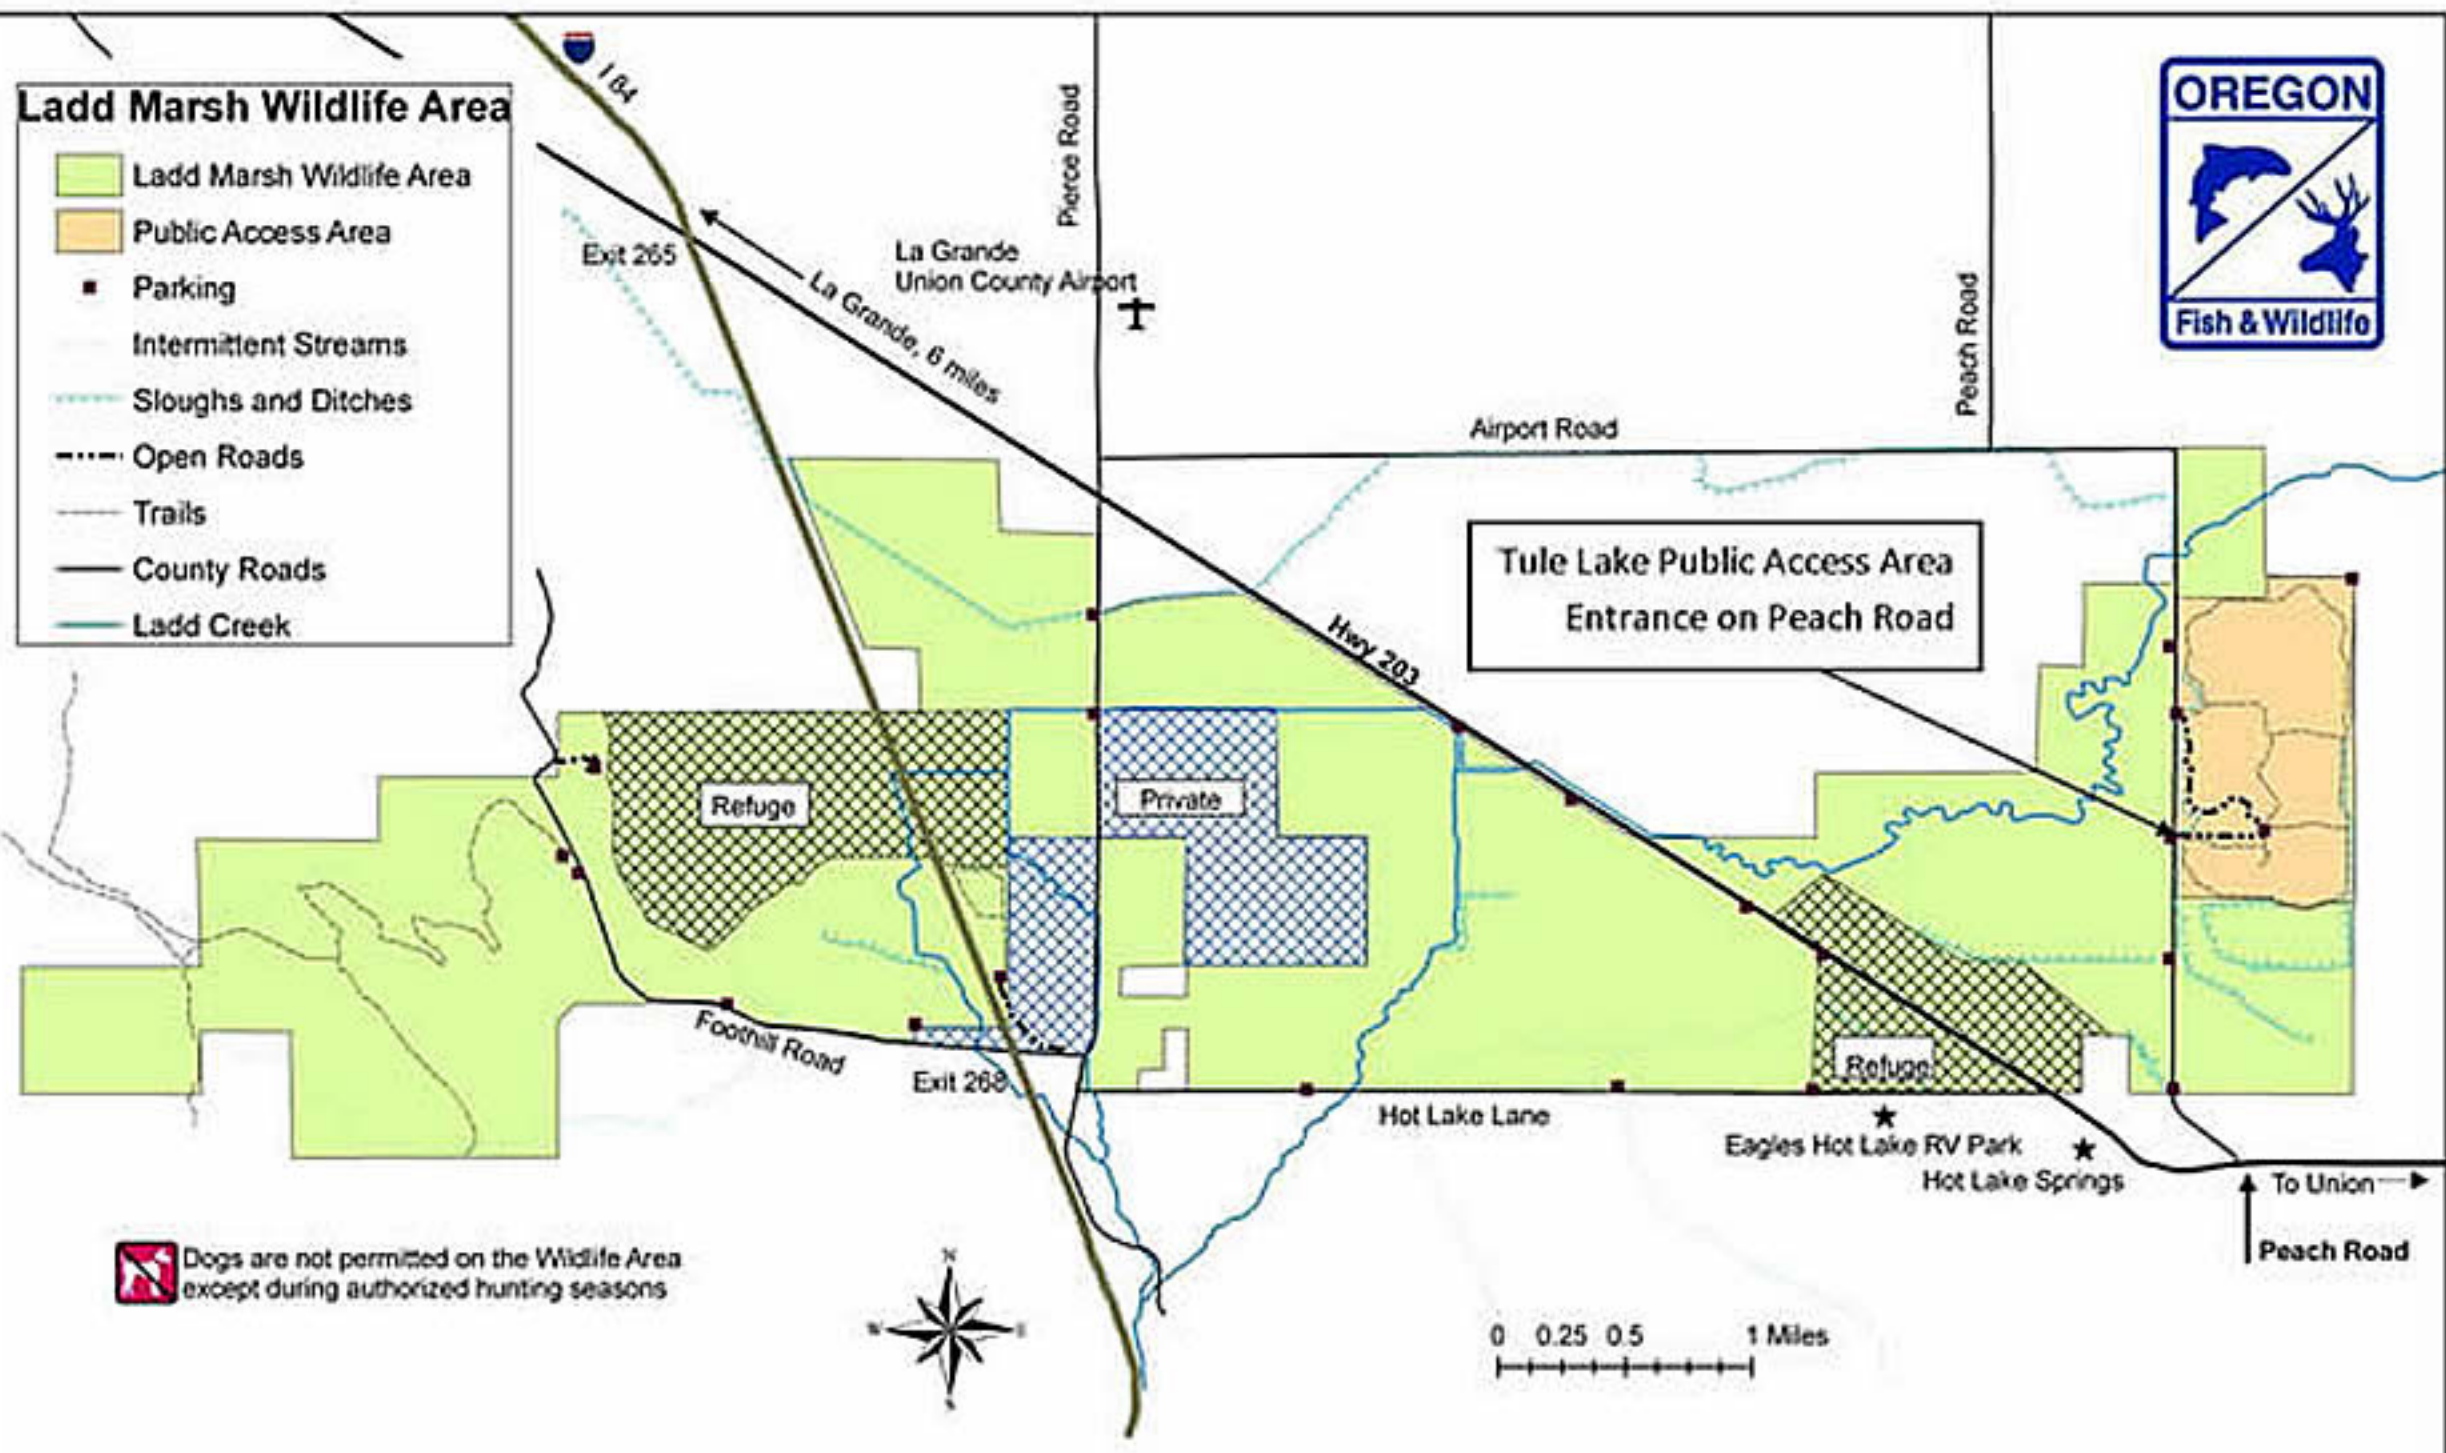 Ladd Marsh Wildlife Area
Ladd Marsh Wildlife Area
Public Access Area
Parking
Intermittent Streams
Sloughs and Ditches
Open Roads
Trails
County Roads
Ladd Creek
I 84
Exit 265
La Grande, 6 miles
La Grande
Union County Airport
Pierce Road
Peach Road
OREGON
Fish & Wildlife
Airport Road
Tule Lake Public Access Area
Entrance on Peach Road
Hwy 203
Refuge
Private
Foothill Road
Exit 268
Refuge
Hot Lake Lane
Eagles Hot Lake RV Park
Hot Lake Springs
To Union
Peach Road
Dogs are not permitted on the Wildlife Area
except during authorized hunting seasons
N
W
E
S
0 0.25 0.5 1 Miles